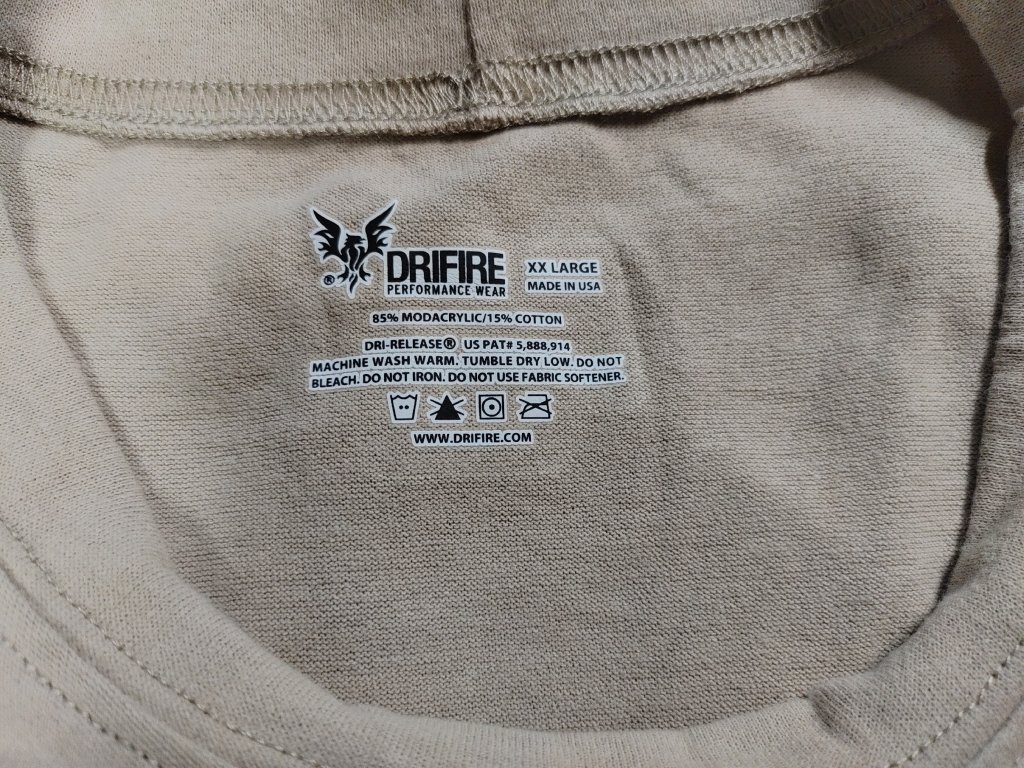 ® DRIFIRE
PERFORMANCE WEAR
XX LARGE
MADE IN USA
85% MODACRYLIC/15% COTTON
DRI-RELEASE® US PAT# 5,888,914
MACHINE WASH WARM. TUMBLE DRY LOW. DO NOT
BLEACH. DO NOT IRON. DO NOT USE FABRIC SOFTENER.
WWW.DRIFIRE.COM